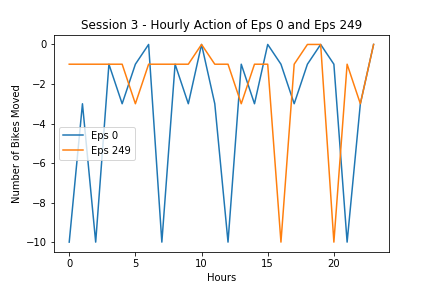 Session 3 - Hourly Action of Eps 0 and Eps 249
Number of Bikes Moved
0
−2
−4
−6
−8
−10
Eps 0
Eps 249
0 5 10 15 20
Hours